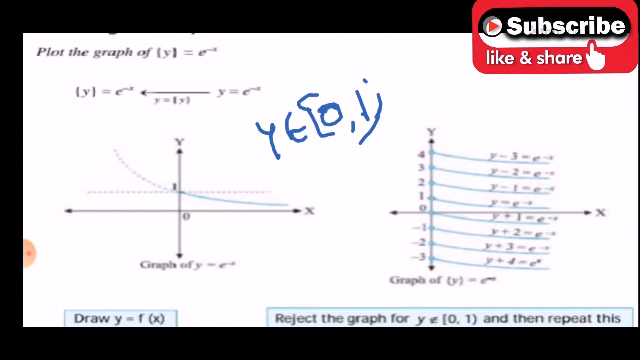 Subscribe
like & share
Plot the graph of {y} = e⁻ˣ
{y} = e⁻ˣ
y = {y}
y = e⁻ˣ
y ∈ [0, 1)
Y
1
0
X
Graph of y = e⁻ˣ
Y
4
3
2
1
0
-1
-2
-3
X
y − 3 = e⁻ˣ
y − 2 = e⁻ˣ
y − 1 = e⁻ˣ
y = e⁻ˣ
y + 1 = e⁻ˣ
y + 2 = e⁻ˣ
y + 3 = e⁻ˣ
y + 4 = eˣ
Graph of {y} =
Draw y = f (x)
Reject the graph for y ∉ [0, 1) and then repeat this